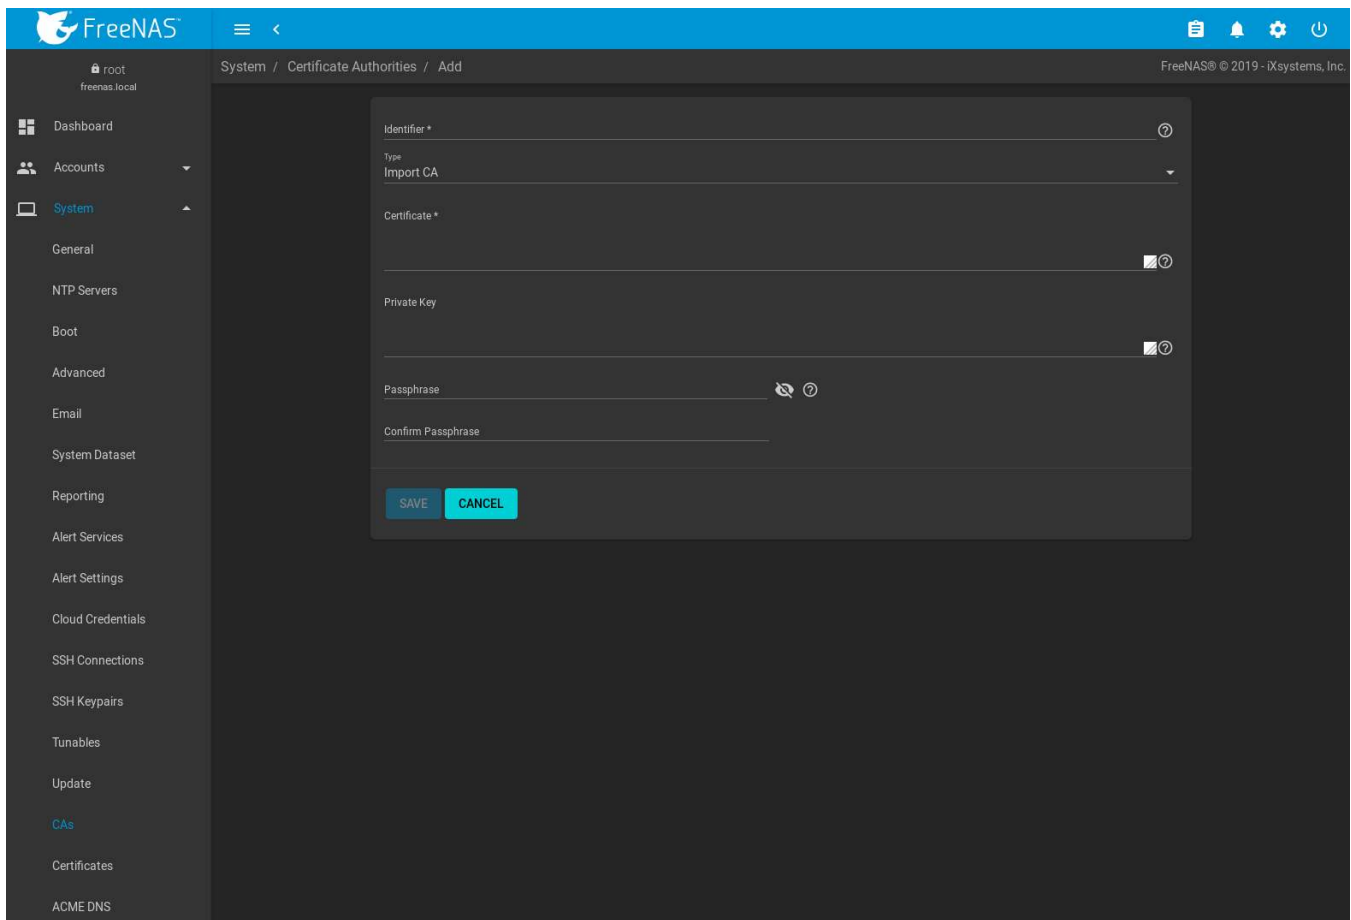 FreeNAS™
root
freenas.local
System / Certificate Authorities / Add
FreeNAS® © 2019 - iXsystems, Inc.
Dashboard
Accounts
System
General
NTP Servers
Boot
Advanced
Email
System Dataset
Reporting
Alert Services
Alert Settings
Cloud Credentials
SSH Connections
SSH Keypairs
Tunables
Update
CAs
Certificates
ACME DNS
Identifier *
Type
Import CA
Certificate *
Private Key
Passphrase
Confirm Passphrase
SAVE CANCEL